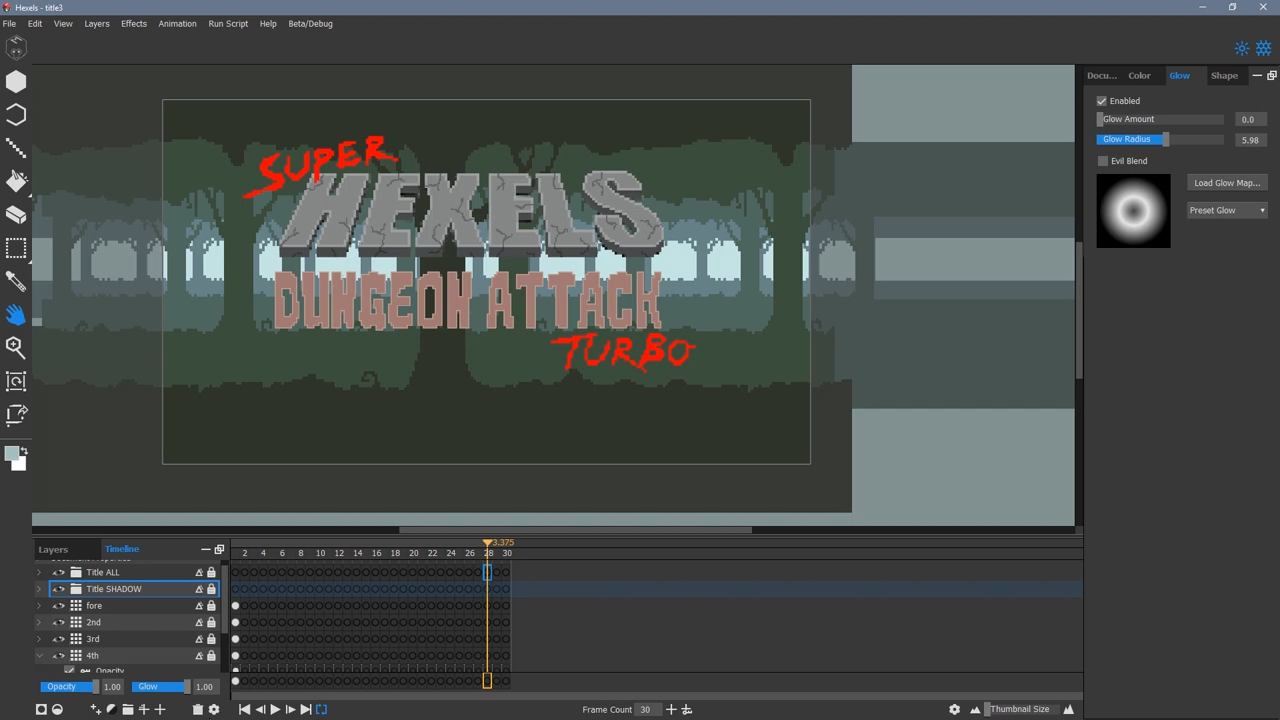 Hexels - title3
File Edit View Layers Effects Animation Run Script Help Beta/Debug
Docu... Color Glow Shape
Enabled
Glow Amount 0.0
Glow Radius 5.98
Evil Blend
Load Glow Map...
Preset Glow
SUPER
HEXELS
DUNGEON ATTACK
TURBO
Layers Timeline
3.375
2 4 6 8 10 12 14 16 18 20 22 24 26 28 30
Title ALL
Title SHADOW
fore
2nd
3rd
4th
Opacity
Opacity 1.00 Glow 1.00
Frame Count 30
Thumbnail Size